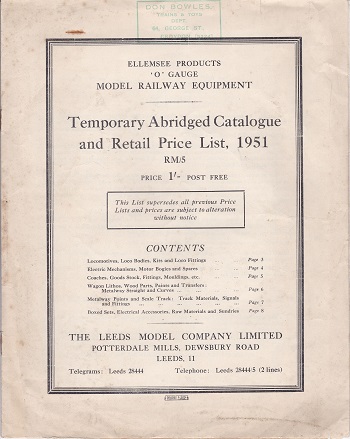 DON BOWLES
TRAINS & TOYS
DEPT.
GEORGE ST.
ELLEMSEE PRODUCTS
'O' GAUGE
MODEL RAILWAY EQUIPMENT
Temporary Abridged Catalogue
and Retail Price List, 1951
RM/5
PRICE 1/- POST FREE
This List supersedes all previous Price
Lists and prices are subject to alteration
without notice
CONTENTS
Locomotives, Loco Bodies, Kits and Loco Fittings ... Page 3
Electric Mechanisms, Motor Bogies and Spares ... ... Page 4
Coaches, Goods Stock, Fittings, Mouldings, etc. ... Page 5
Wagon Lithos, Wood Parts, Paints and Transfers:
Metalway Straight and Curves ... ... ... Page 6
Metalway Points and Scale Track: Track Materials, Signals
and Fittings ... ... ... ... Page 7
Boxed Sets, Electrical Accessories, Raw Materials and Sundries Page 8
THE LEEDS MODEL COMPANY LIMITED
POTTERDALE MILLS, DEWSBURY ROAD
LEEDS, 11
Telegrams: Leeds 28444 Telephone: Leeds 28444/5 (2 lines)